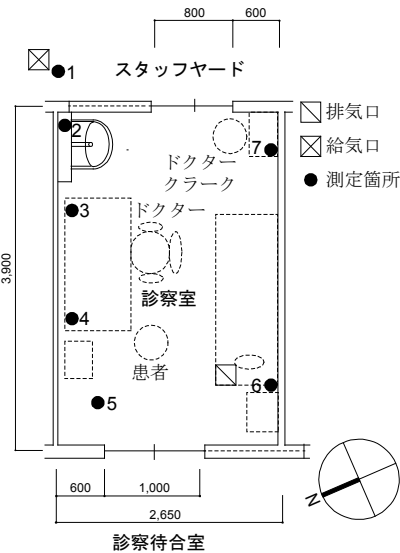 800
600
スタッフヤード
1
2
排気口
給気口
測定箇所
7
ドクター
クラーク
3
ドクター
3,900
診察室
4
患者
6
5
N
600
1,000
2,650
診察待合室